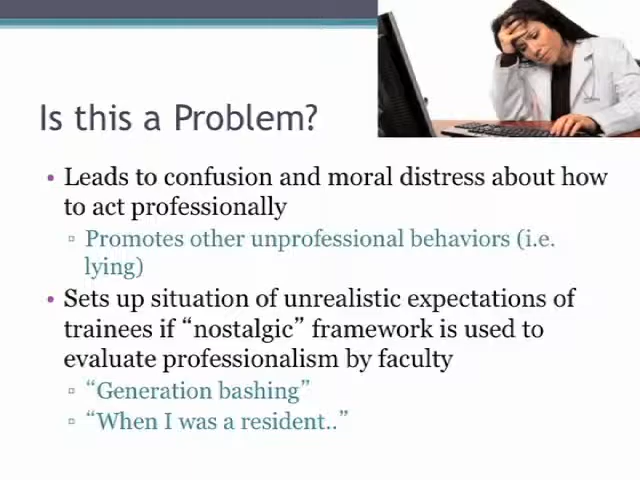 Is this a Problem?
• Leads to confusion and moral distress about how
to act professionally
▫ Promotes other unprofessional behaviors (i.e.
lying)
• Sets up situation of unrealistic expectations of
trainees if “nostalgic” framework is used to
evaluate professionalism by faculty
▫ “Generation bashing”
▫ “When I was a resident..”